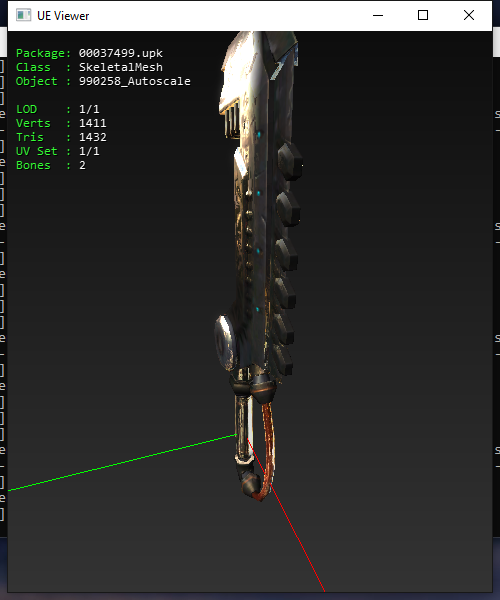 UE Viewer
Package: 00037499.upk
Class : SkeletalMesh
Object : 990258_Autoscale
LOD : 1/1
Verts : 1411
Tris : 1432
UV Set : 1/1
Bones : 2